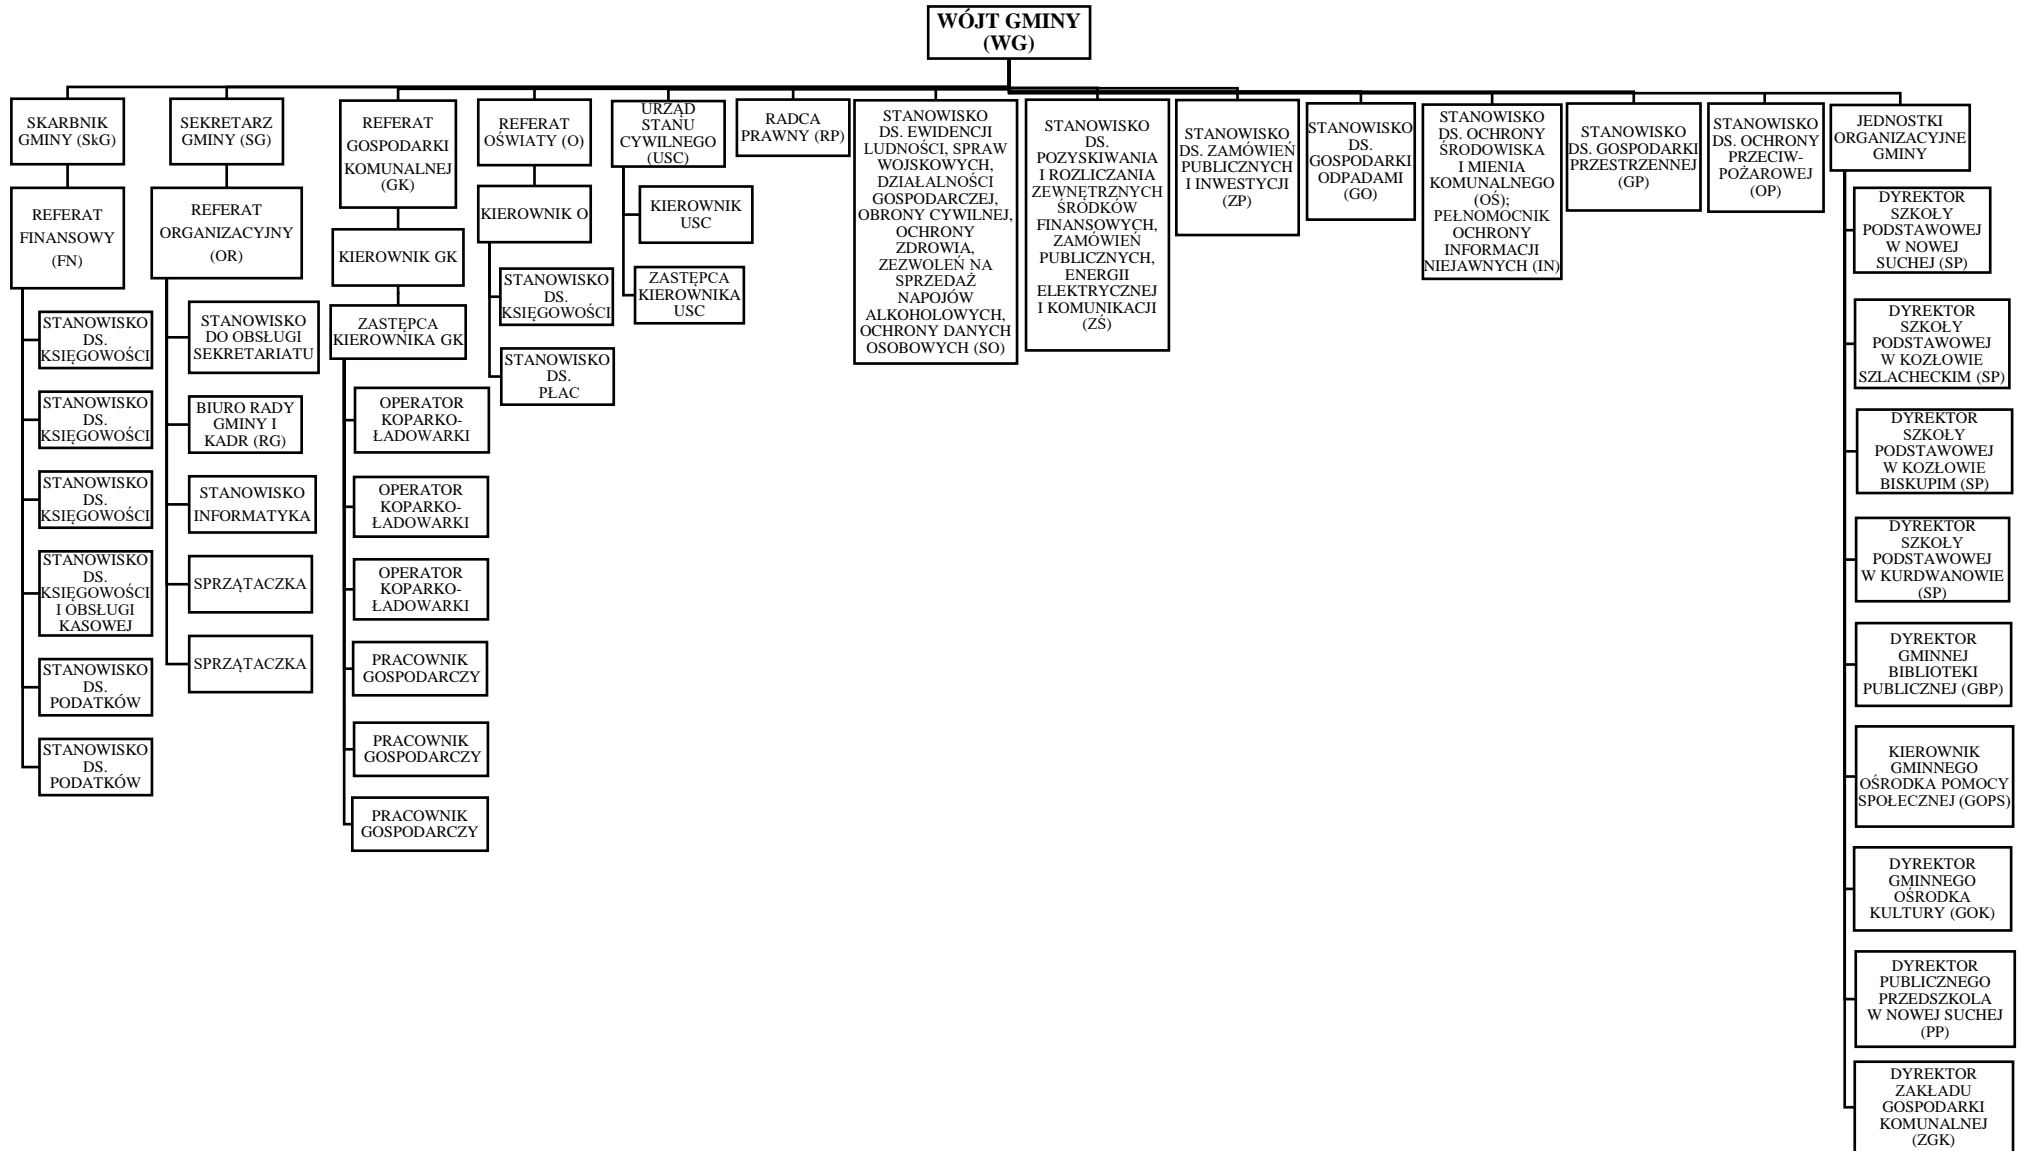 WÓJT GMINY
(WG)
SKARBNIK
GMINY (SkG)
REFERAT
FINANSOWY
(FN)
STANOWISKO
DS.
KSIĘGOWOŚCI
STANOWISKO
DS.
KSIĘGOWOŚCI
STANOWISKO
DS.
KSIĘGOWOŚCI
STANOWISKO
DS.
KSIĘGOWOŚCI
I OBSŁUGI
KASOWEJ
STANOWISKO
DS.
PODATKÓW
STANOWISKO
DS.
PODATKÓW
SEKRETARZ
GMINY (SG)
REFERAT
ORGANIZACYJNY
(OR)
STANOWISKO
DO OBSŁUGI
SEKRETARIATU
BIURO RADY
GMINY I
KADR (RG)
STANOWISKO
INFORMATYKA
SPRZĄTACZKA
SPRZĄTACZKA
REFERAT
GOSPODARKI
KOMUNALNEJ
(GK)
KIEROWNIK GK
ZASTĘPCA
KIEROWNIKA GK
OPERATOR
KOPARKO-
ŁADOWARKI
OPERATOR
KOPARKO-
ŁADOWARKI
OPERATOR
KOPARKO-
ŁADOWARKI
PRACOWNIK
GOSPODARCZY
PRACOWNIK
GOSPODARCZY
PRACOWNIK
GOSPODARCZY
REFERAT
OŚWIATY (O)
KIEROWNIK O
STANOWISKO
DS.
KSIĘGOWOŚCI
STANOWISKO
DS.
PŁAC
URZĄD
STANU
CYWILNEGO
(USC)
KIEROWNIK
USC
ZASTĘPCA
KIEROWNIKA
USC
RADCA
PRAWNY (RP)
STANOWISKO
DS. EWIDENCJI
LUDNOŚCI, SPRAW
WOJSKOWYCH,
DZIAŁALNOŚCI
GOSPODARCZEJ,
OBRONY CYWILNEJ,
OCHRONY
ZDROWIA,
ZEZWOLEŃ NA
SPRZEDAŻ
NAPOJÓW
ALKOHOLOWYCH,
OCHRONY DANYCH
OSOBOWYCH (SO)
STANOWISKO
DS.
POZYSKIWANIA
I ROZLICZANIA
ZEWNĘTRZNYCH
ŚRODKÓW
FINANSOWYCH,
ZAMÓWIEŃ
PUBLICZNYCH,
ENERGII
ELEKTRYCZNEJ
I KOMUNIKACJI
(ZŚ)
STANOWISKO
DS. ZAMÓWIEŃ
PUBLICZNYCH
I INWESTYCJI
(ZP)
STANOWISKO
DS.
GOSPODARKI
ODPADAMI
(GO)
STANOWISKO
DS. OCHRONY
ŚRODOWISKA
I MIENIA
KOMUNALNEGO
(OŚ);
PEŁNOMOCNIK
OCHRONY
INFORMACJI
NIEJAWNYCH (IN)
STANOWISKO
DS. GOSPODARKI
PRZESTRZENNEJ
(GP)
STANOWISKO
DS. OCHRONY
PRZECIW-
POŻAROWEJ
(OP)
JEDNOSTKI
ORGANIZACYJNE
GMINY
DYREKTOR
SZKOŁY
PODSTAWOWEJ
W NOWEJ
SUCHEJ (SP)
DYREKTOR
SZKOŁY
PODSTAWOWEJ
W KOZŁOWIE
SZLACHECKIM (SP)
DYREKTOR
SZKOŁY
PODSTAWOWEJ
W KOZŁOWIE
BISKUPIM (SP)
DYREKTOR
SZKOŁY
PODSTAWOWEJ
W KURDWANOWIE
(SP)
DYREKTOR
GMINNEJ
BIBLIOTEKI
PUBLICZNEJ (GBP)
KIEROWNIK
GMINNEGO
OŚRODKA POMOCY
SPOŁECZNEJ (GOPS)
DYREKTOR
GMINNEGO
OŚRODKA
KULTURY (GOK)
DYREKTOR
PUBLICZNEGO
PRZEDSZKOLA
W NOWEJ SUCHEJ
(PP)
DYREKTOR
ZAKŁADU
GOSPODARKI
KOMUNALNEJ
(ZGK)